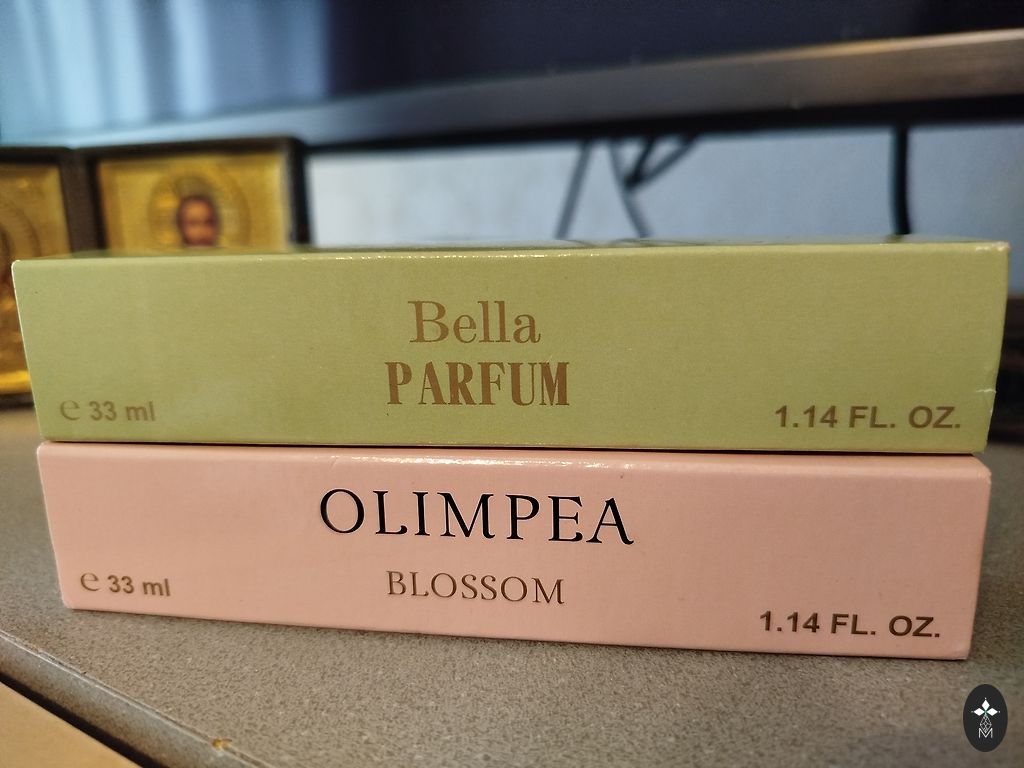 Bella
PARFUM
℮ 33 ml
1.14 FL. OZ.
OLIMPEA
BLOSSOM
℮ 33 ml
1.14 FL. OZ.
M